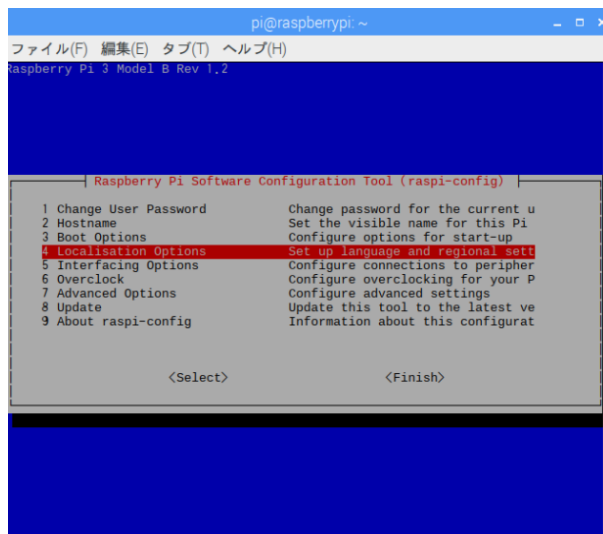 pi@raspberrypi: ~
ファイル(F) 編集(E) タブ(T) ヘルプ(H)
Raspberry Pi 3 Model B Rev 1.2
Raspberry Pi Software Configuration Tool (raspi-config)
1 Change User Password Change password for the current u
2 Hostname Set the visible name for this Pi
3 Boot Options Configure options for start-up
4 Localisation Options Set up language and regional sett
5 Interfacing Options Configure connections to peripher
6 Overclock Configure overclocking for your P
7 Advanced Options Configure advanced settings
8 Update Update this tool to the latest ve
9 About raspi-config Information about this configurat
<Select> <Finish>